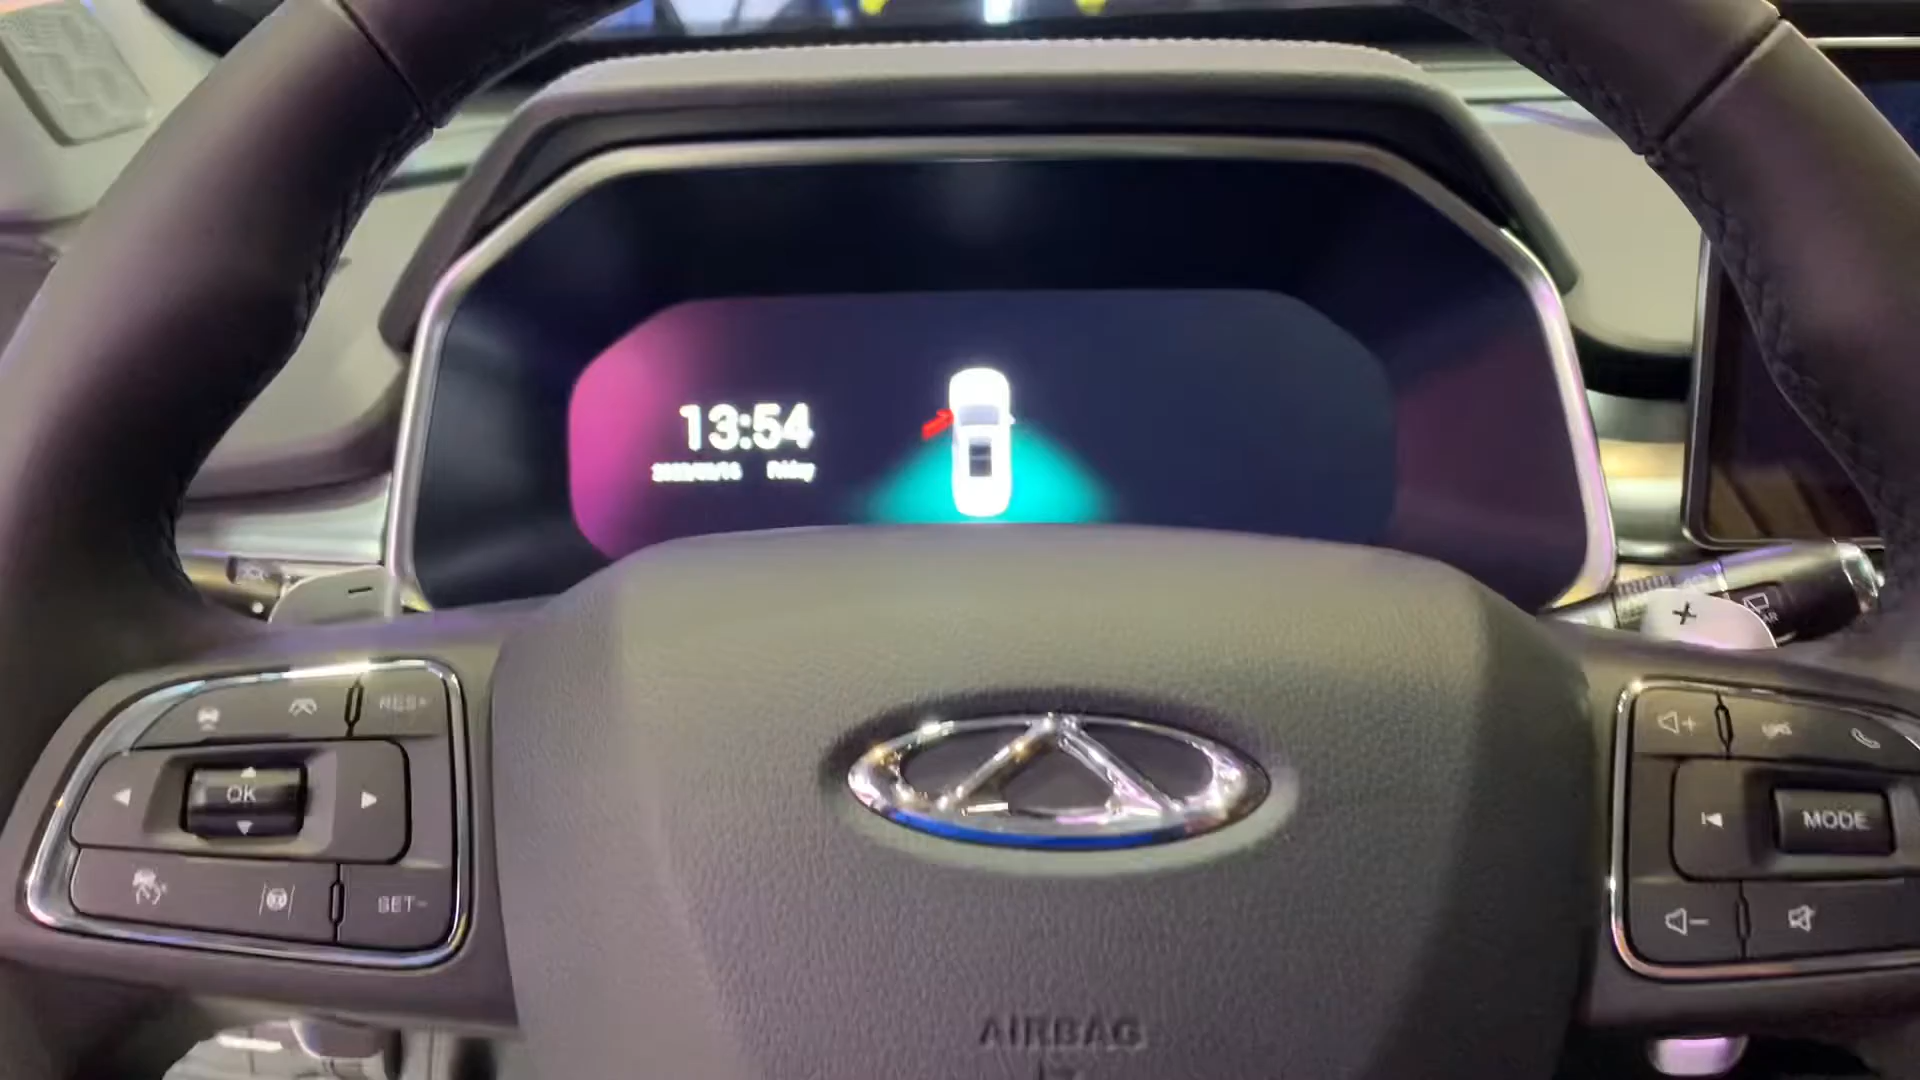 13:54
Friday
RES+
OK
SET-
+
MODE
AIRBAG